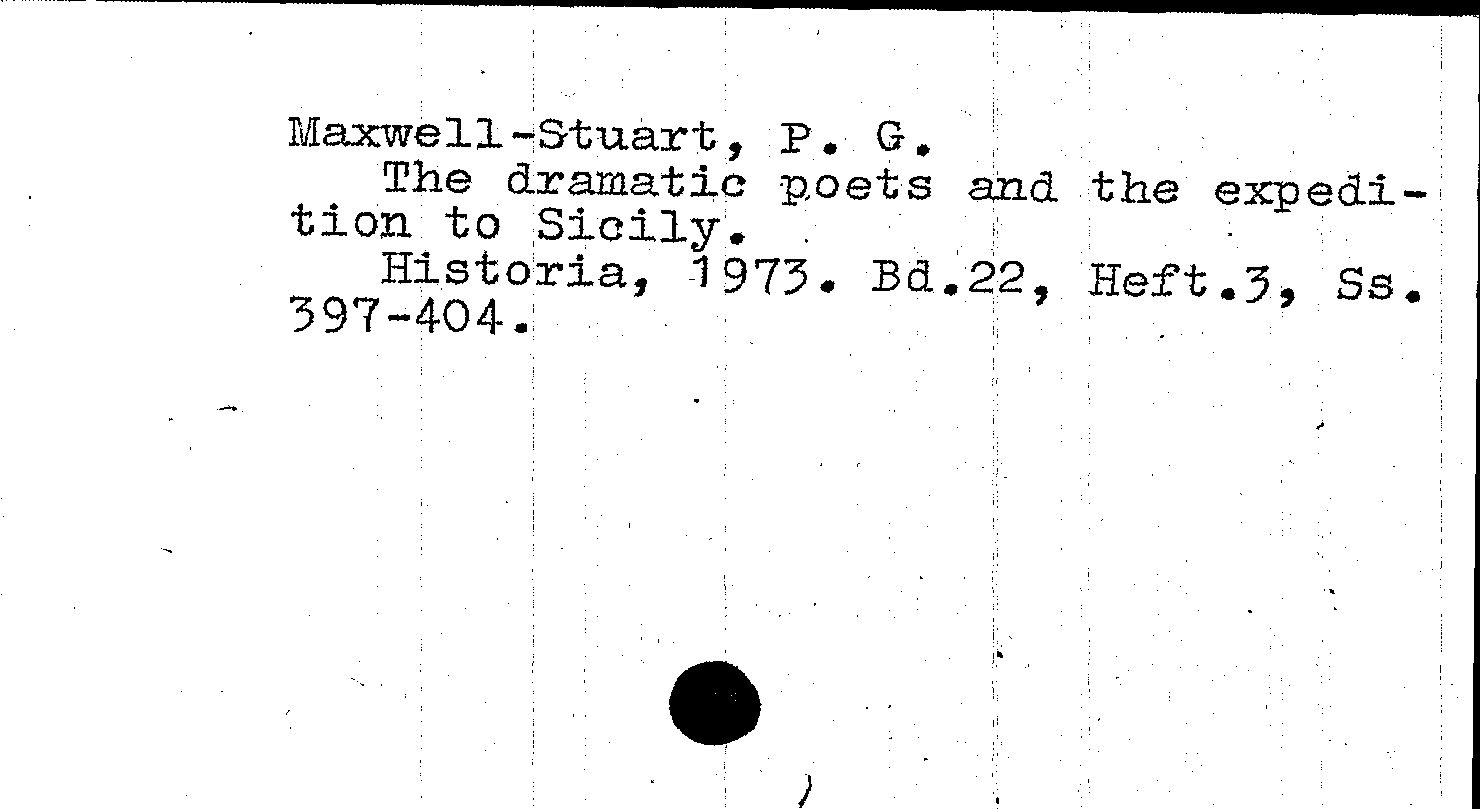 Maxwell-Stuart, P. G.
The dramatic poets and the expedi-
tion to Sicily.
Historia, 1973. Bd.22, Heft.3, Ss.
397-404.